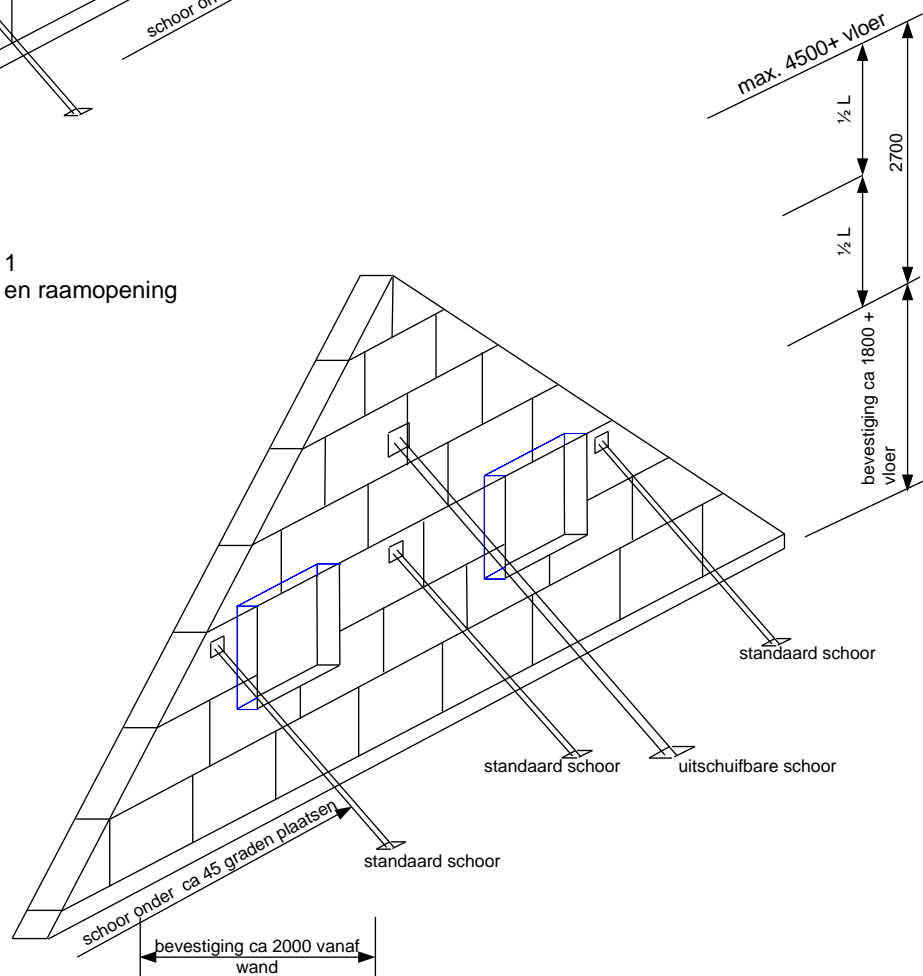 schoor on
max. 4500+ vloer
½ L
2700
½ L
1
en raamopening
bevestiging ca 1800 +
vloer
standaard schoor
standaard schoor
uitschuifbare schoor
standaard schoor
schoor onder ca 45 graden plaatsen
bevestiging ca 2000 vanaf
wand